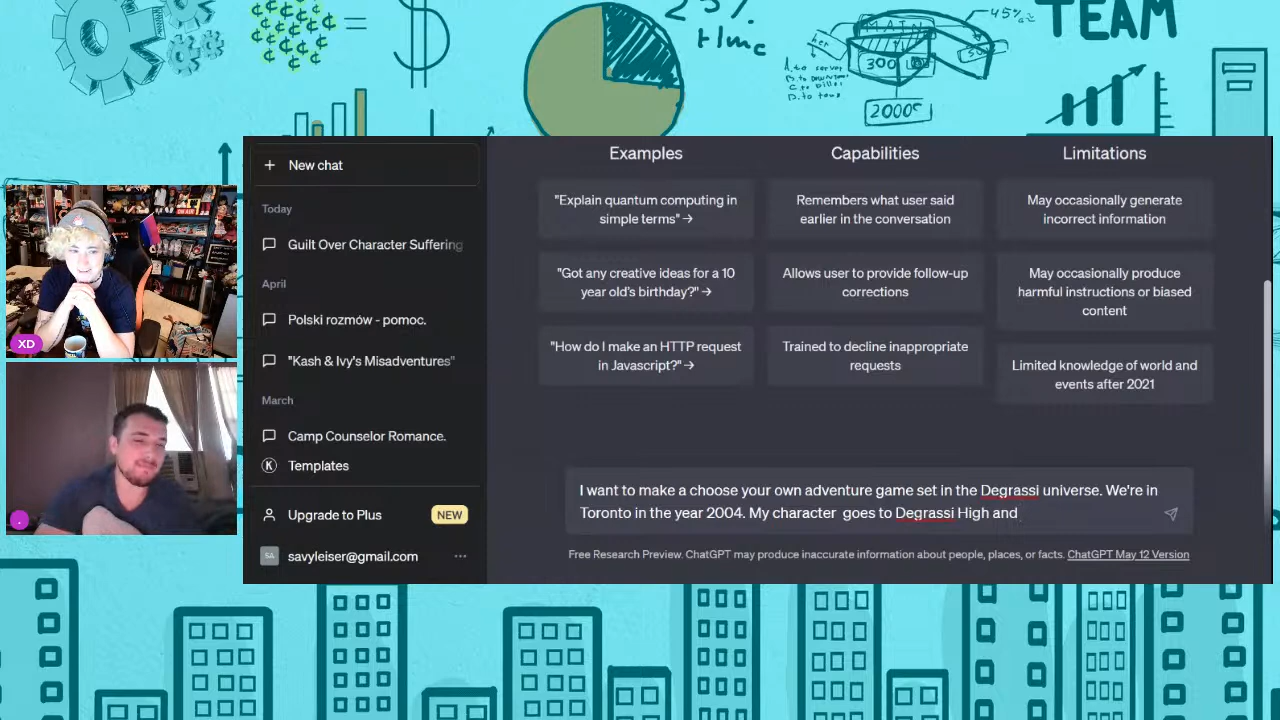 25%
time
45%
TEAM
MAIN
300
2000$
New chat
Today
Guilt Over Character Suffering
April
Polski rozmów - pomoc.
"Kash & Ivy's Misadventures"
March
Camp Counselor Romance.
K
Templates
Upgrade to Plus
NEW
SA
savyleiser@gmail.com
Examples
"Explain quantum computing in
simple terms" →
"Got any creative ideas for a 10
year old's birthday?" →
"How do I make an HTTP request
in Javascript?" →
Capabilities
Remembers what user said
earlier in the conversation
Allows user to provide follow-up
corrections
Trained to decline inappropriate
requests
Limitations
May occasionally generate
incorrect information
May occasionally produce
harmful instructions or biased
content
Limited knowledge of world and
events after 2021
I want to make a choose your own adventure game set in the Degrassi universe. We're in
Toronto in the year 2004. My character  goes to Degrassi High and
Free Research Preview. ChatGPT may produce inaccurate information about people, places, or facts. ChatGPT May 12 Version
XD